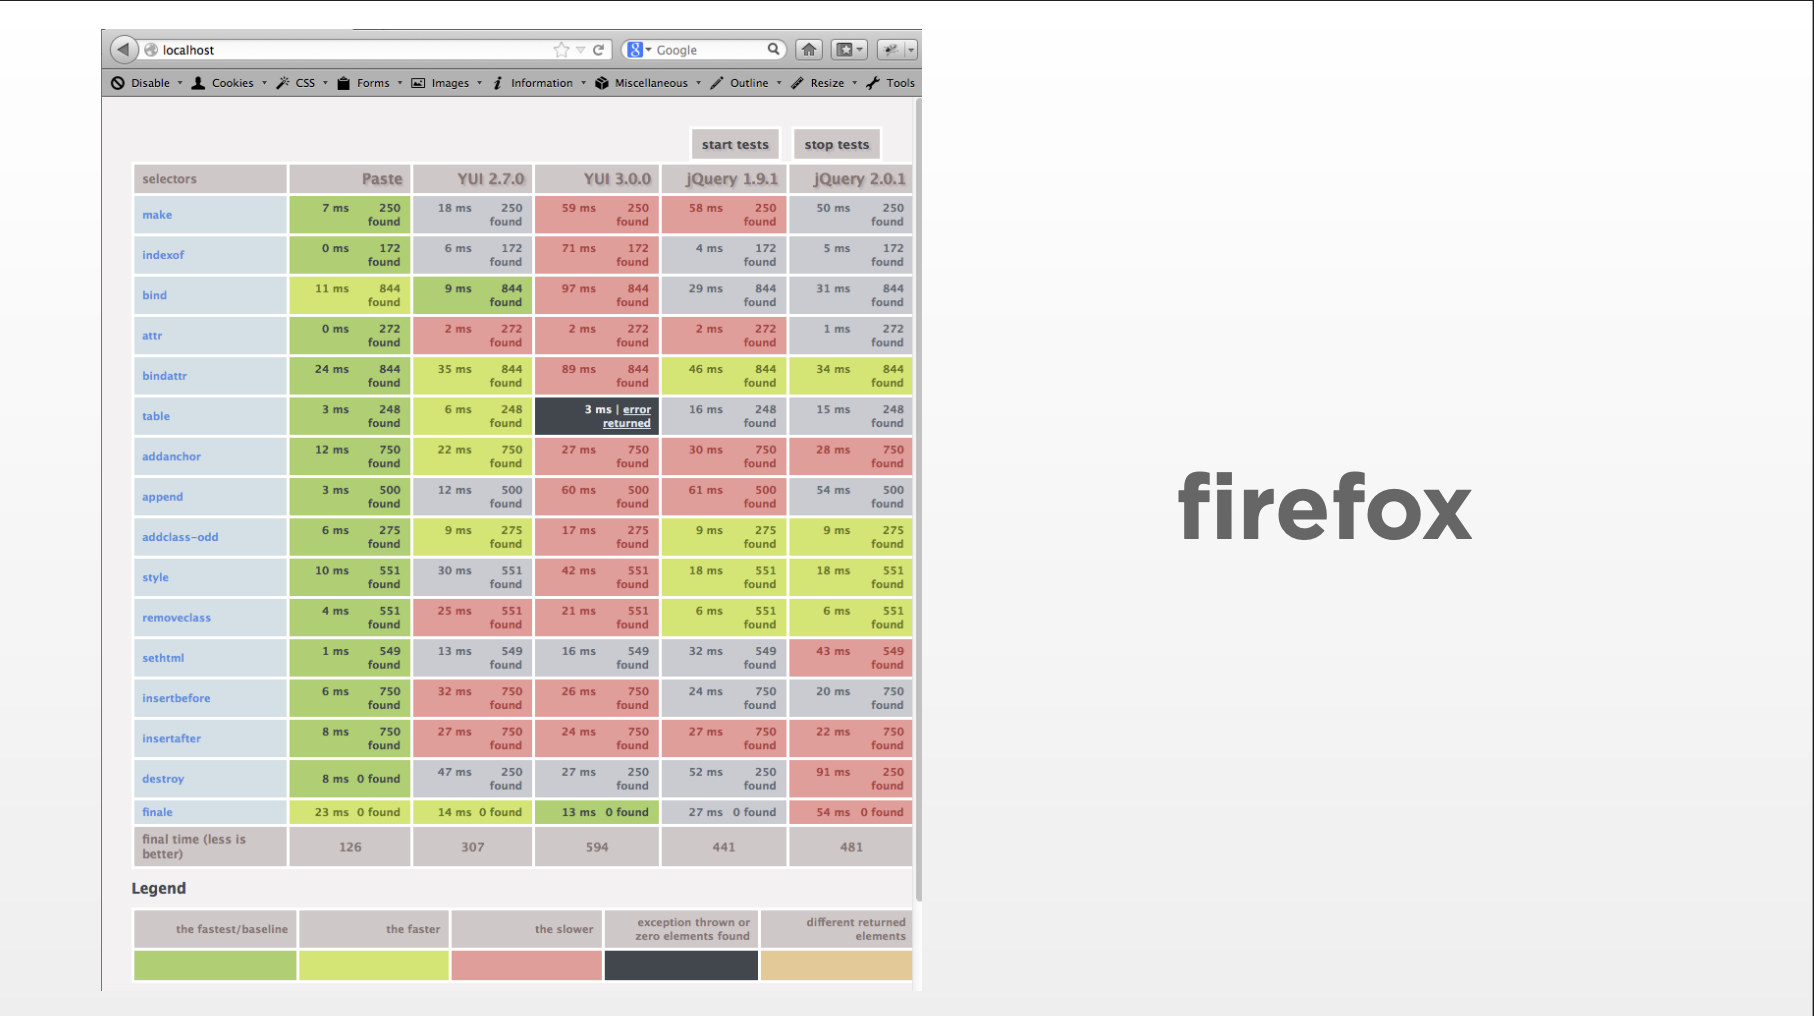 localhost
Google
Disable Cookies CSS Forms Images Information Miscellaneous Outline Resize Tools
start tests stop tests
selectors Paste YUI 2.7.0 YUI 3.0.0 jQuery 1.9.1 jQuery 2.0.1
make 7 ms 250 found 18 ms 250 found 59 ms 250 found 58 ms 250 found 50 ms 250 found
indexof 0 ms 172 found 6 ms 172 found 71 ms 172 found 4 ms 172 found 5 ms 172 found
bind 11 ms 844 found 9 ms 844 found 97 ms 844 found 29 ms 844 found 31 ms 844 found
attr 0 ms 272 found 2 ms 272 found 2 ms 272 found 2 ms 272 found 1 ms 272 found
bindattr 24 ms 844 found 35 ms 844 found 89 ms 844 found 46 ms 844 found 34 ms 844 found
table 3 ms 248 found 6 ms 248 found 3 ms | error returned 16 ms 248 found 15 ms 248 found
addanchor 12 ms 750 found 22 ms 750 found 27 ms 750 found 30 ms 750 found 28 ms 750 found
append 3 ms 500 found 12 ms 500 found 60 ms 500 found 61 ms 500 found 54 ms 500 found
addclass-odd 6 ms 275 found 9 ms 275 found 17 ms 275 found 9 ms 275 found 9 ms 275 found
style 10 ms 551 found 30 ms 551 found 42 ms 551 found 18 ms 551 found 18 ms 551 found
removeclass 4 ms 551 found 25 ms 551 found 21 ms 551 found 6 ms 551 found 6 ms 551 found
sethtml 1 ms 549 found 13 ms 549 found 16 ms 549 found 32 ms 549 found 43 ms 549 found
insertbefore 6 ms 750 found 32 ms 750 found 26 ms 750 found 24 ms 750 found 20 ms 750 found
insertafter 8 ms 750 found 27 ms 750 found 24 ms 750 found 27 ms 750 found 22 ms 750 found
destroy 8 ms 0 found 47 ms 250 found 27 ms 250 found 52 ms 250 found 91 ms 250 found
finale 23 ms 0 found 14 ms 0 found 13 ms 0 found 27 ms 0 found 54 ms 0 found
final time (less is better) 126 307 594 441 481
Legend
the fastest/baseline the faster the slower exception thrown or zero elements found different returned elements
firefox